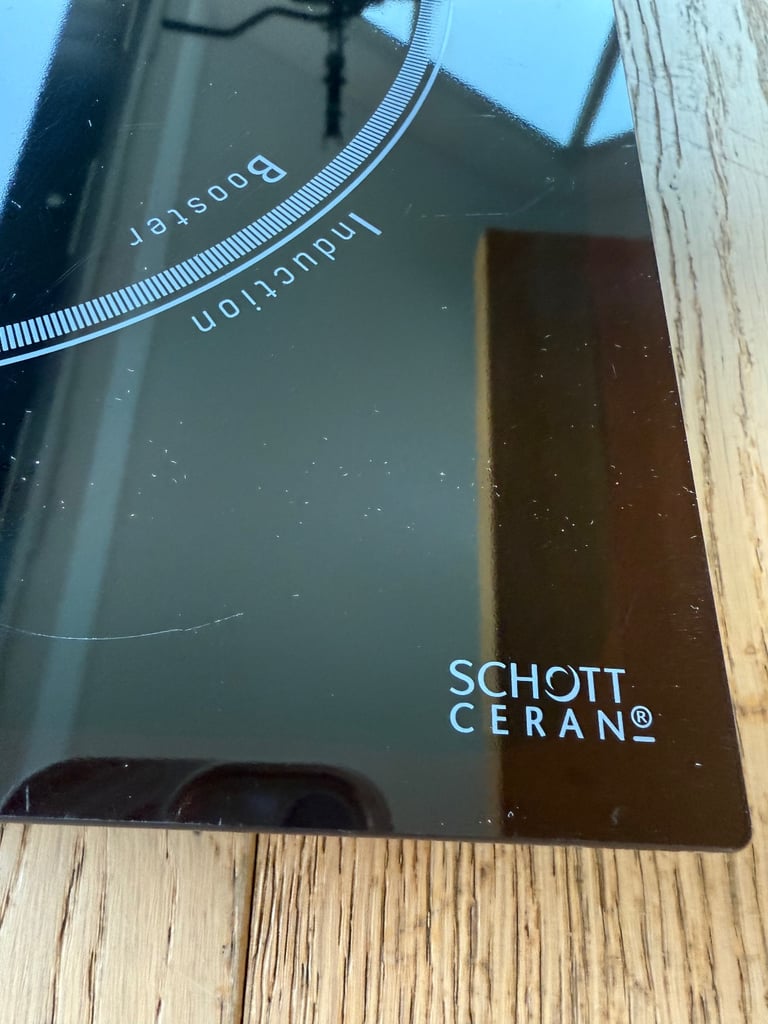 Booster
Induction
SCHOTT
CERAN®